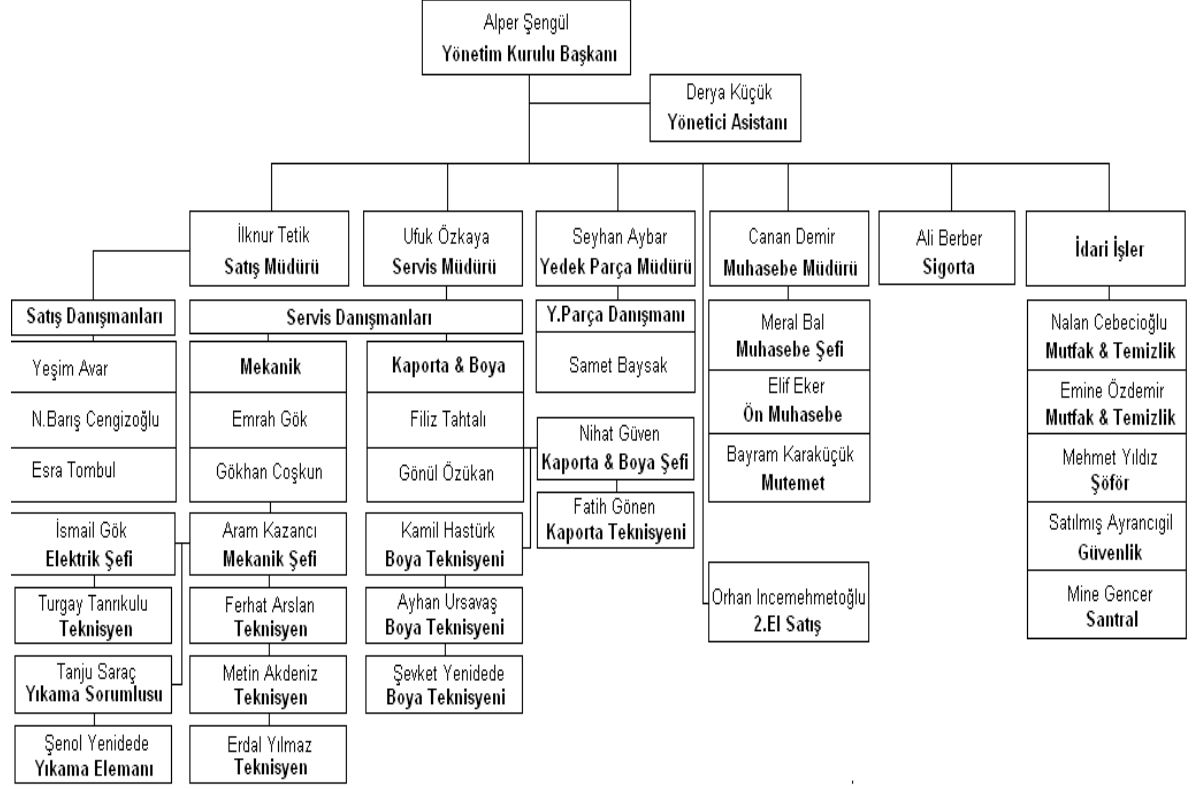 Alper Şengül
Yönetim Kurulu Başkanı
Derya Küçük
Yönetici Asistanı
İlknur Tetik
Satış Müdürü
Ufuk Özkaya
Servis Müdürü
Seyhan Aybar
Yedek Parça Müdürü
Canan Demir
Muhasebe Müdürü
Ali Berber
Sigorta
İdari İşler
Satış Danışmanları
Yeşim Avar
N.Barış Cengizoğlu
Esra Tombul
Servis Danışmanları
Mekanik
Emrah Gök
Gökhan Coşkun
Kaporta & Boya
Filiz Tahtalı
Gönül Özükan
Y.Parça Danışmanı
Samet Baysak
Nihat Güven
Kaporta & Boya Şefi
Fatih Gönen
Kaporta Teknisyeni
Meral Bal
Muhasebe Şefi
Elif Eker
Ön Muhasebe
Bayram Karaküçük
Mutemet
Orhan Incemehmetoğlu
2.El Satış
Nalan Cebecioğlu
Mutfak & Temizlik
Emine Özdemir
Mutfak & Temizlik
Mehmet Yıldız
Şöför
Satılmış Ayrancıgil
Güvenlik
Mine Gencer
Santral
İsmail Gök
Elektrik Şefi
Turgay Tanrıkulu
Teknisyen
Tanju Saraç
Yıkama Sorumlusu
Şenol Yenidede
Yıkama Elemanı
Aram Kazancı
Mekanik Şefi
Ferhat Arslan
Teknisyen
Metin Akdeniz
Teknisyen
Erdal Yılmaz
Teknisyen
Kamil Hastürk
Boya Teknisyeni
Ayhan Ursavaş
Boya Teknisyeni
Şevket Yenidede
Boya Teknisyeni